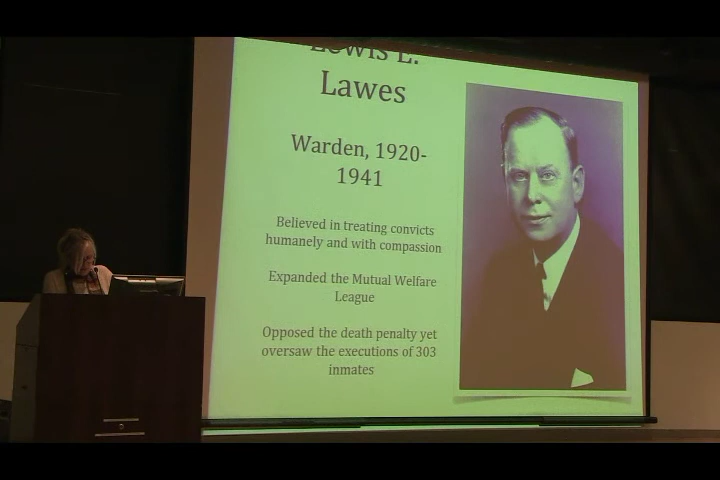 Lewis E.
Lawes
Warden, 1920-
1941
Believed in treating convicts
humanely and with compassion
Expanded the Mutual Welfare
League
Opposed the death penalty yet
oversaw the executions of 303
inmates